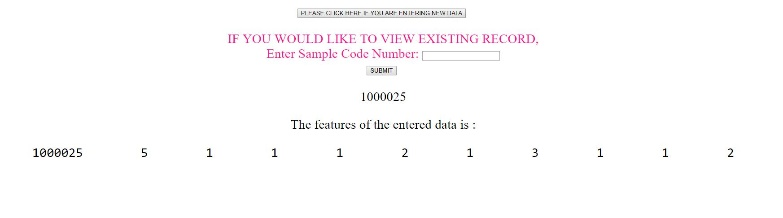 PLEASE CLICK HERE IF YOU ARE ENTERING NEW DATA
IF YOU WOULD LIKE TO VIEW EXISTING RECORD,
Enter Sample Code Number:
SUBMIT
1000025
The features of the entered data is :
1000025 5 1 1 1 2 1 3 1 1 2